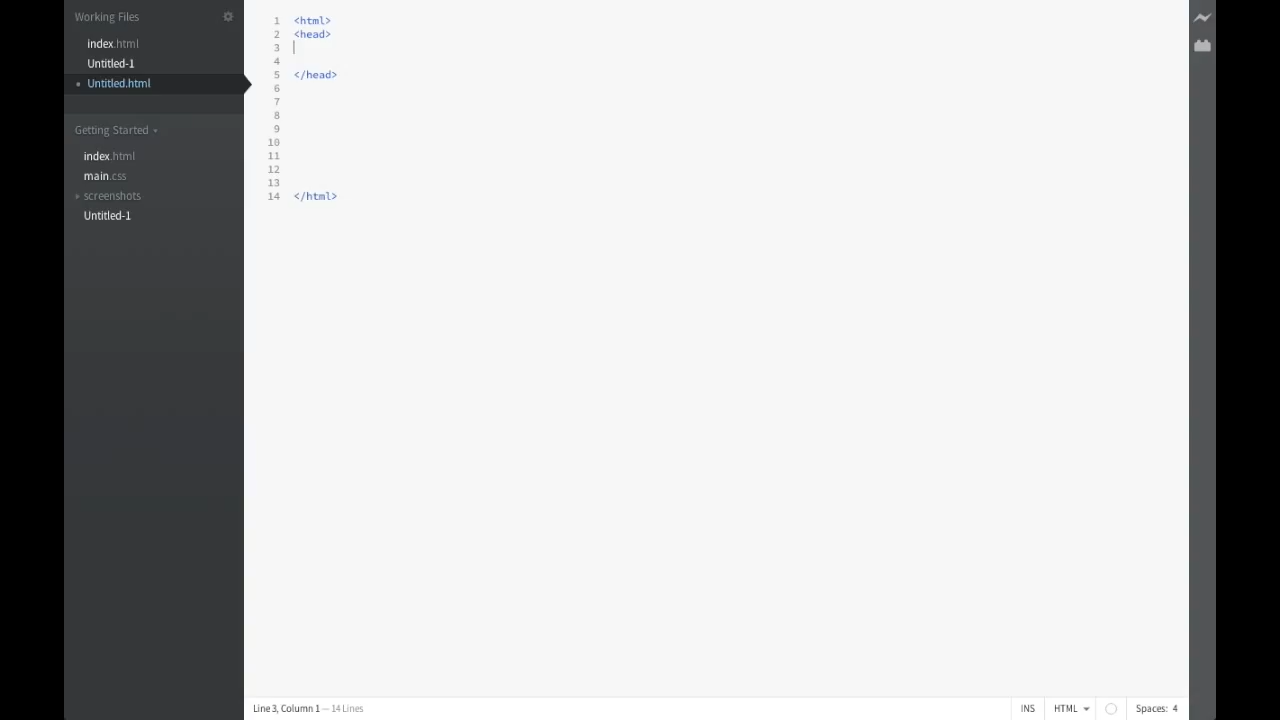 Working Files
index.html
Untitled-1
Untitled.html
Getting Started
index.html
main.css
screenshots
Untitled-1
1 <html>
2 <head>
3
4
5 </head>
6
7
8
9
10
11
12
13
14 </html>
Line 3, Column 1 — 14 Lines
INS
HTML
Spaces: 4